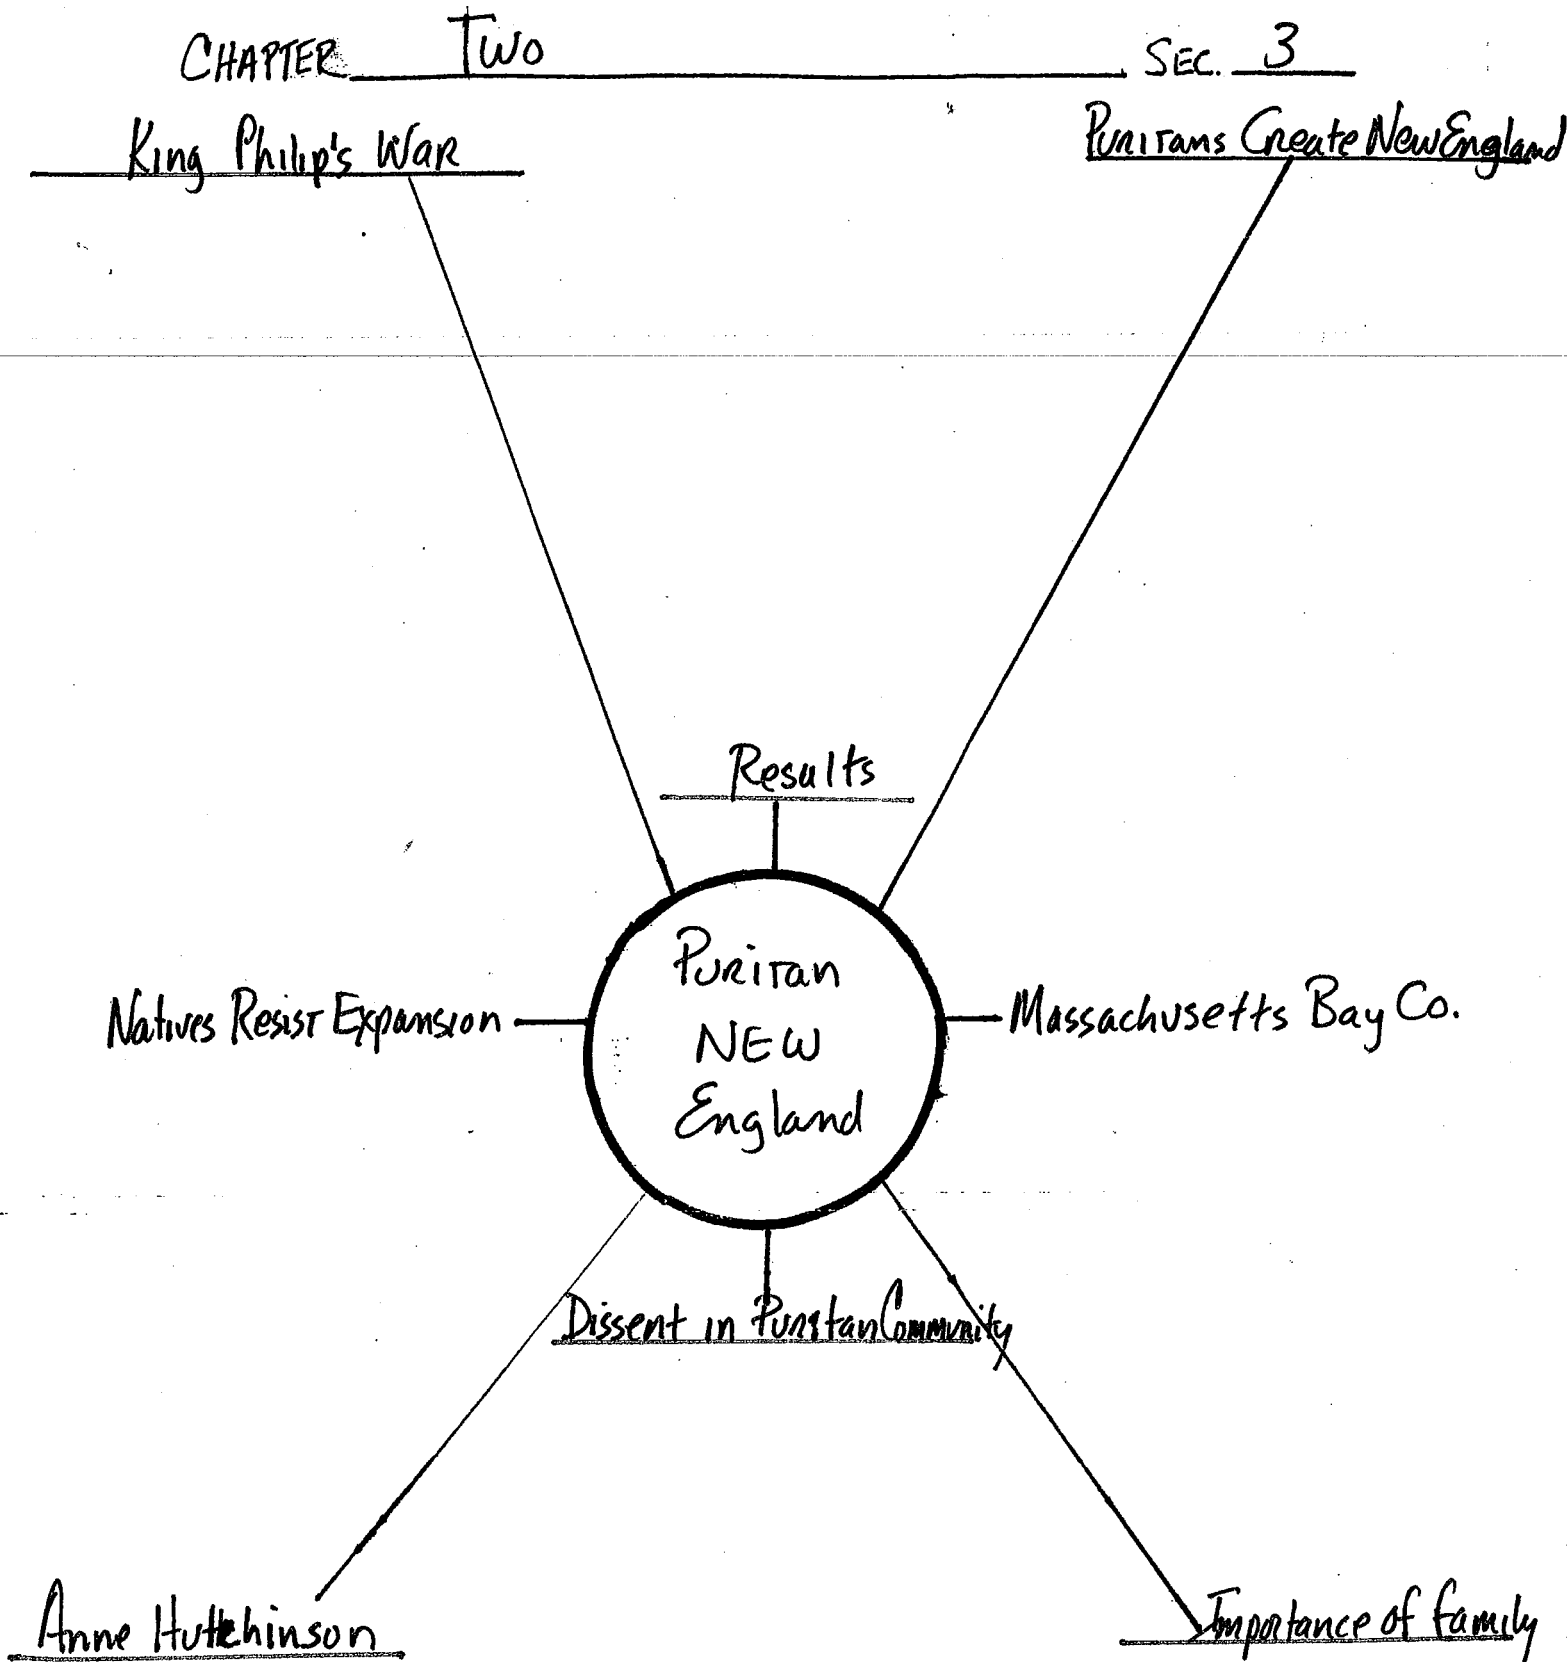 CHAPTER Two SEC. 3
King Philip's War
Puritans Create New England
Results
Puritan
NEW
England
Natives Resist Expansion
Massachusetts Bay Co.
Dissent in Puritan Community
Anne Hutchinson
Importance of family